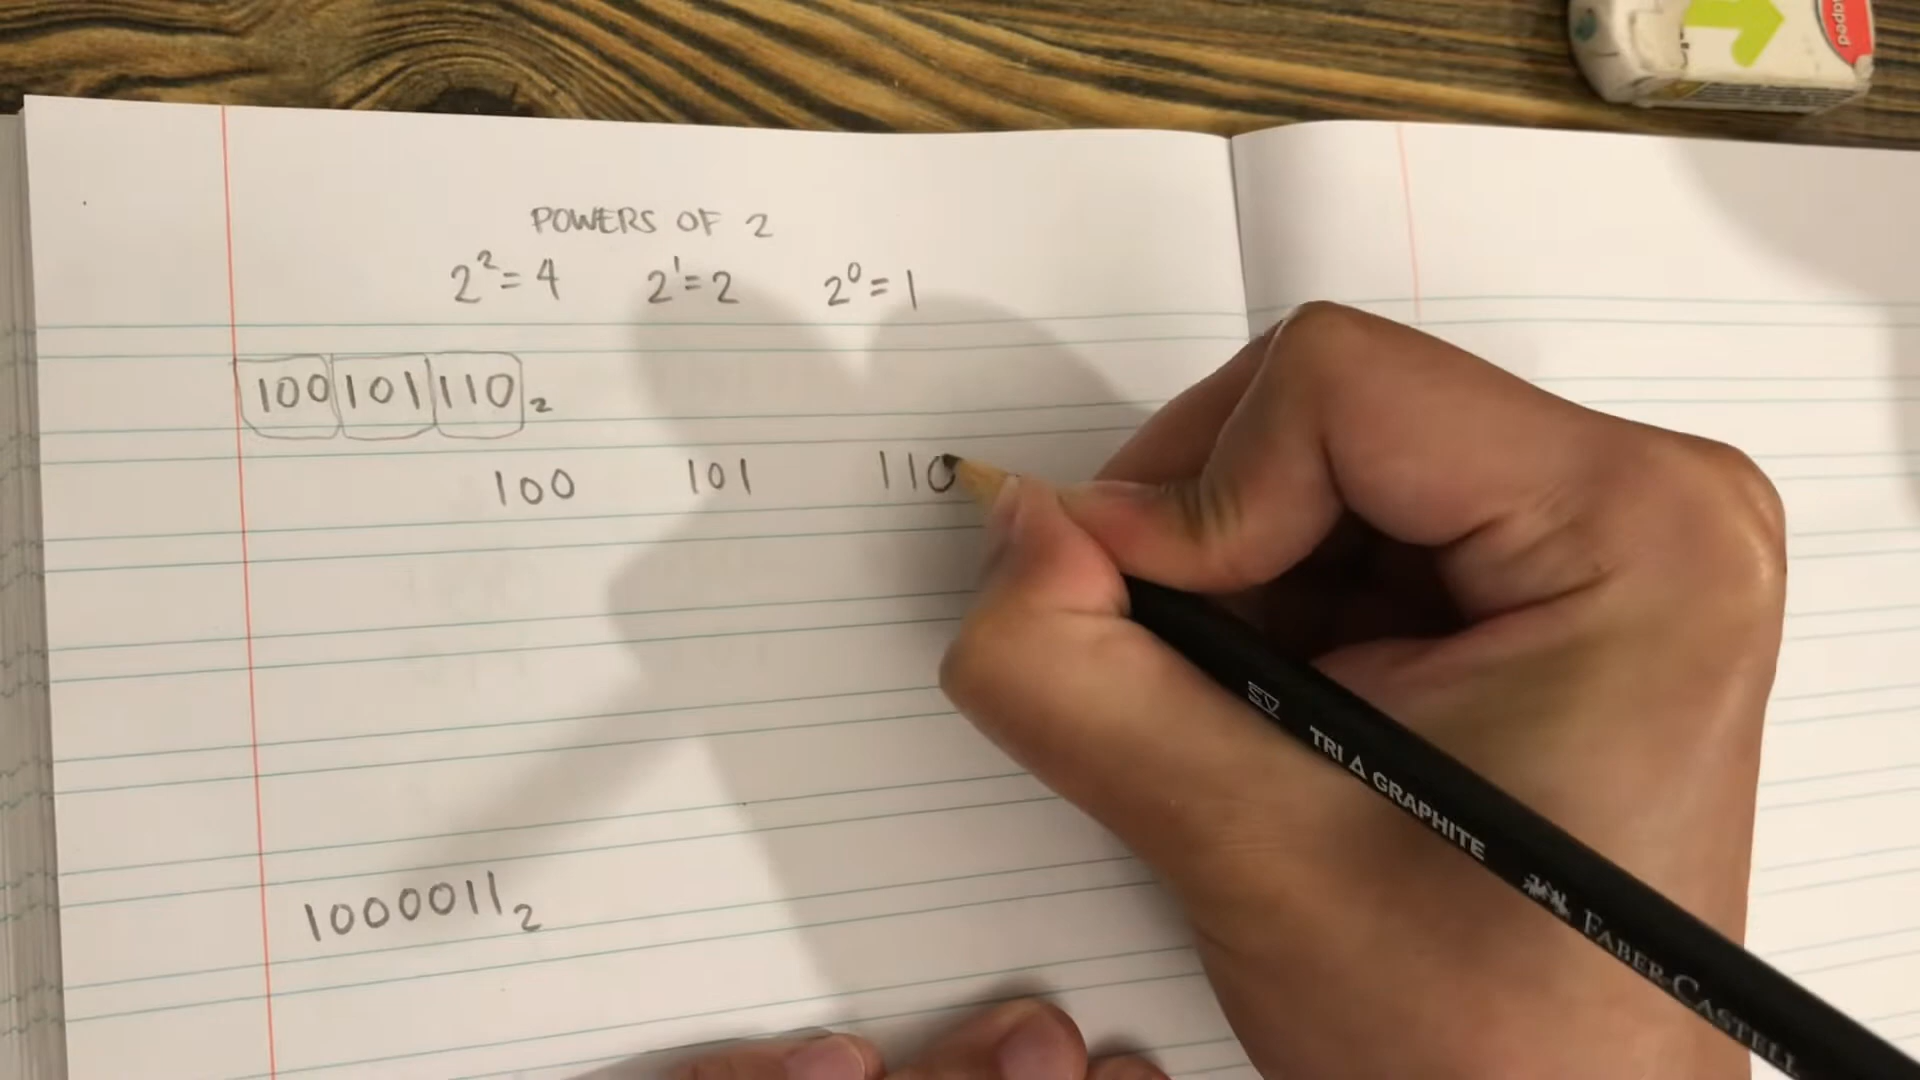 POWERS OF 2
2²=4 2¹=2 2⁰=1
100 101 110₂
100 101 110
1000011₂
TRI GRAPHITE
FABER-CASTELL